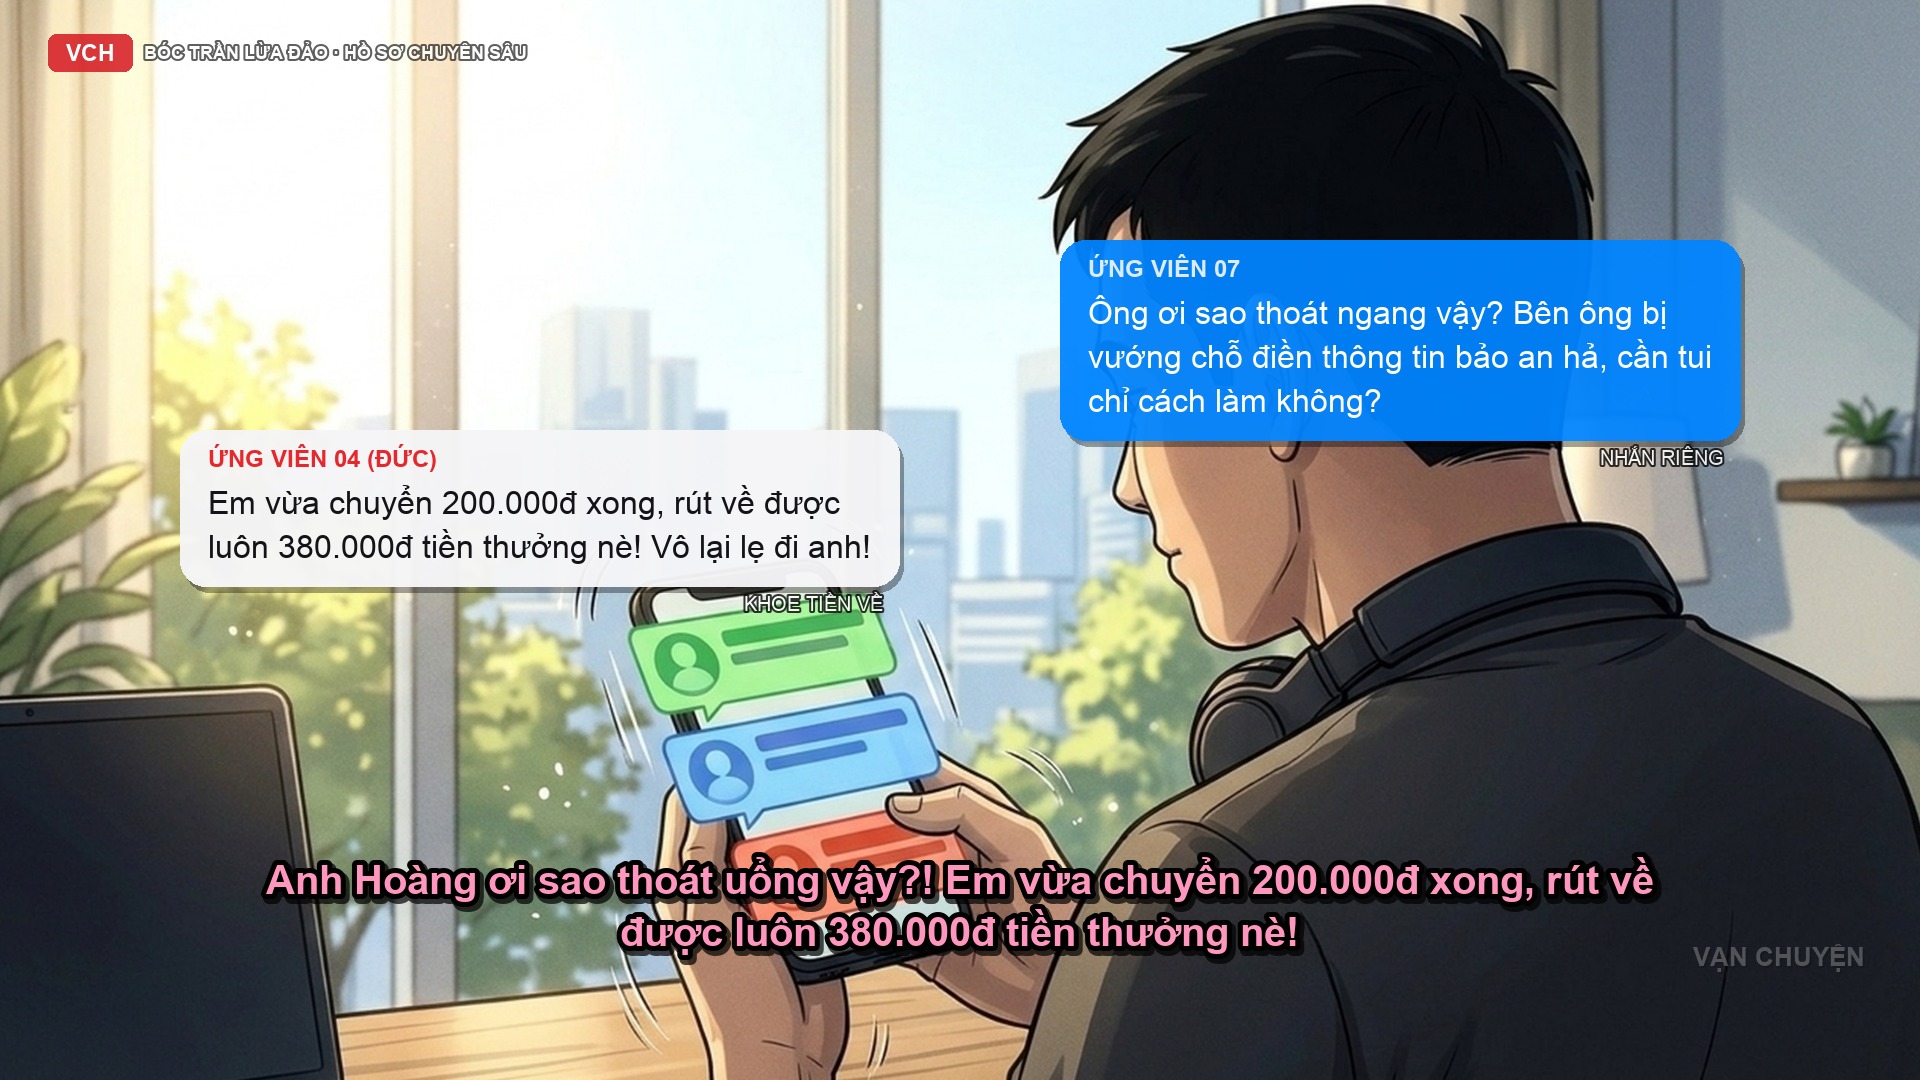 VCH BÓC TRẦN LỪA ĐẢO · HỒ SƠ CHUYÊN SÂU
ỨNG VIÊN 07
Ông ơi sao thoát ngang vậy? Bên ông bị
vướng chỗ điền thông tin bảo an hả, cần tui
chỉ cách làm không?
NHẮN RIÊNG
ỨNG VIÊN 04 (ĐỨC)
Em vừa chuyển 200.000đ xong, rút về được
luôn 380.000đ tiền thưởng nè! Vô lại lẹ đi anh!
KHOE TIỀN VỀ
Anh Hoàng ơi sao thoát uổng vậy?! Em vừa chuyển 200.000đ xong, rút về
được luôn 380.000đ tiền thưởng nè!
VẠN CHUYỆN